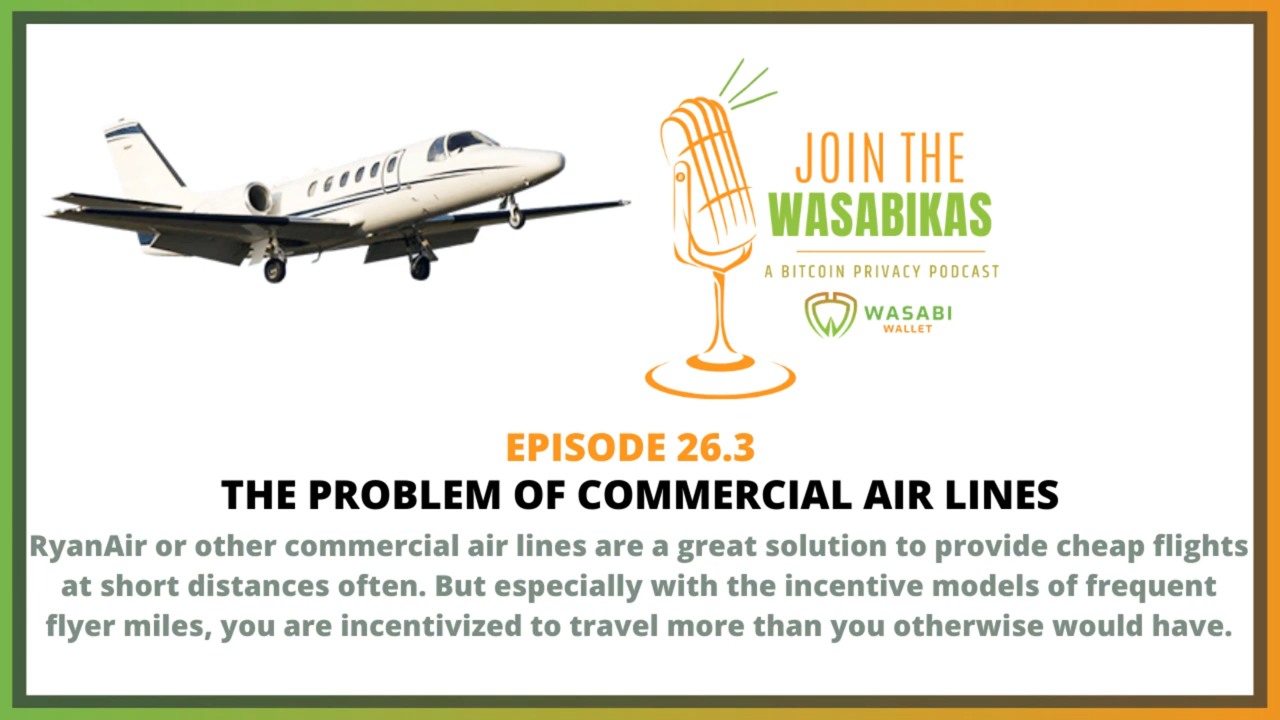 JOIN THE
WASABIKAS
A BITCOIN PRIVACY PODCAST
WASABI
WALLET
EPISODE 26.3
THE PROBLEM OF COMMERCIAL AIR LINES
RyanAir or other commercial air lines are a great solution to provide cheap flights
at short distances often. But especially with the incentive models of frequent
flyer miles, you are incentivized to travel more than you otherwise would have.